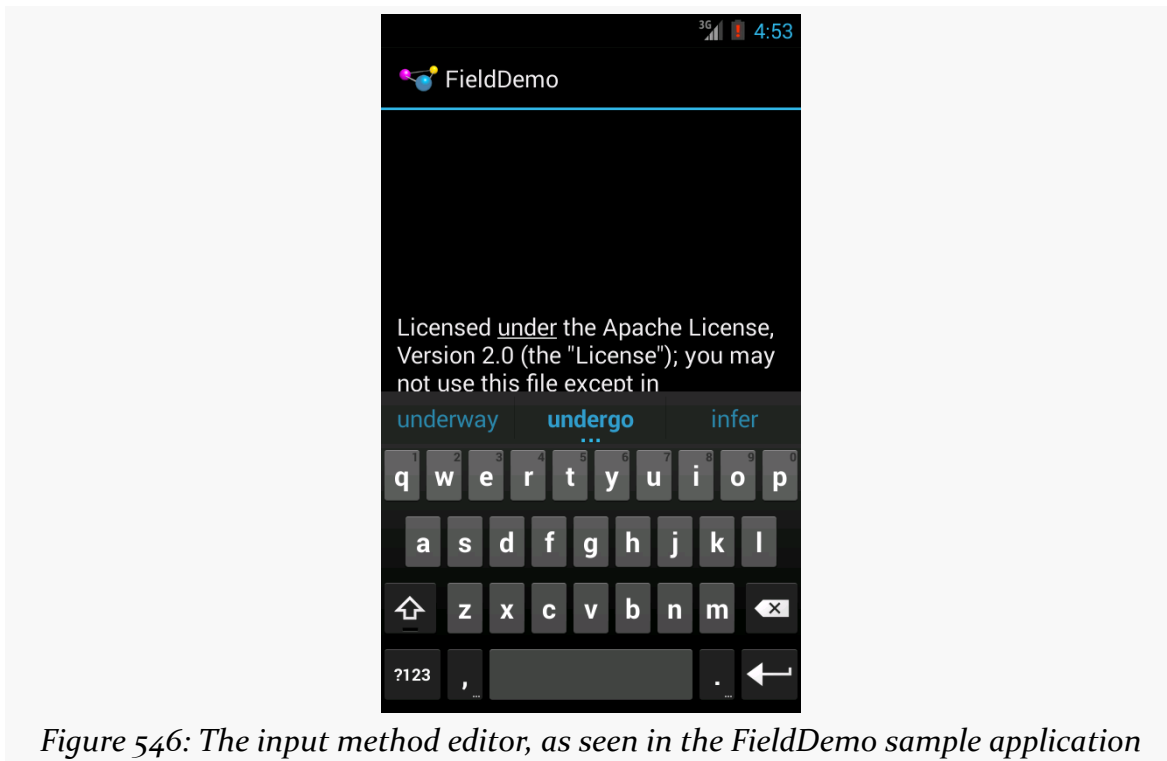 3G 4:53
FieldDemo
Licensed under the Apache License,
Version 2.0 (the "License"); you may
not use this file except in
underway undergo infer
1 2 3 4 5 6 7 8 9 0
q w e r t y u i o p
a s d f g h j k l
z x c v b n m
?123 , .
Figure 546: The input method editor, as seen in the FieldDemo sample application